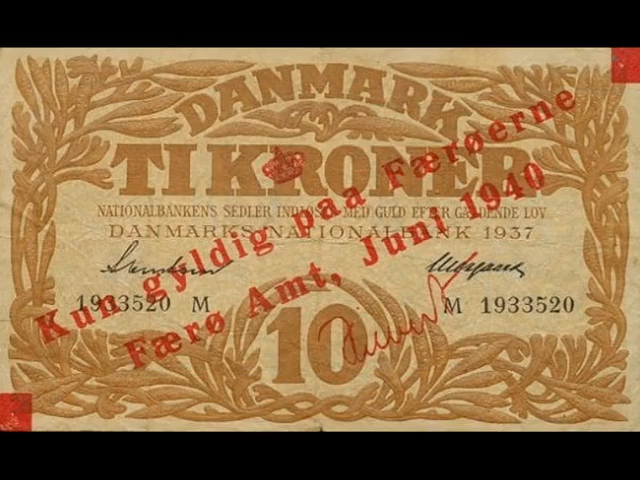 DANMARK
TI KRONER
NATIONALBANKENS SEDLER INDLØSES MED GULD EFTER GÆLDENDE LOV
DANMARKS NATIONALBANK 1937
1933520 M
M 1933520
10
Kun gyldig paa Færøerne
Færø Amt, Juni 1940